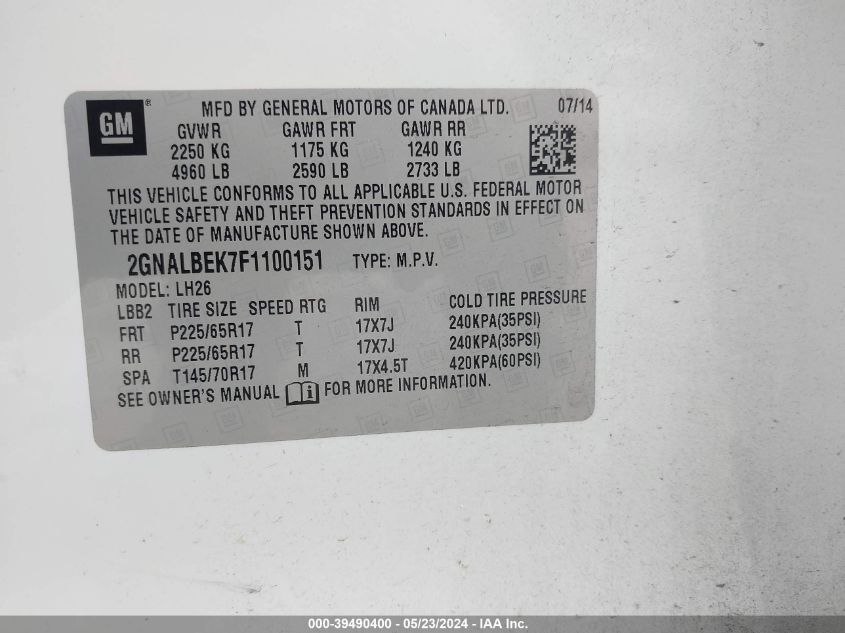 GM ® MFD BY GENERAL MOTORS OF CANADA LTD. 07/14
GVWR GAWR FRT GAWR RR
2250 KG 1175 KG 1240 KG
4960 LB 2590 LB 2733 LB
THIS VEHICLE CONFORMS TO ALL APPLICABLE U.S. FEDERAL MOTOR
VEHICLE SAFETY AND THEFT PREVENTION STANDARDS IN EFFECT ON
THE DATE OF MANUFACTURE SHOWN ABOVE.
2GNALBEK7F1100151 TYPE: M.P.V.
MODEL: LH26
LBB2 TIRE SIZE SPEED RTG RIM COLD TIRE PRESSURE
FRT P225/65R17 T 17X7J 240KPA(35PSI)
RR P225/65R17 T 17X7J 240KPA(35PSI)
SPA T145/70R17 M 17X4.5T 420KPA(60PSI)
SEE OWNER'S MANUAL FOR MORE INFORMATION.
000-39490400 - 05/23/2024 - IAA Inc.